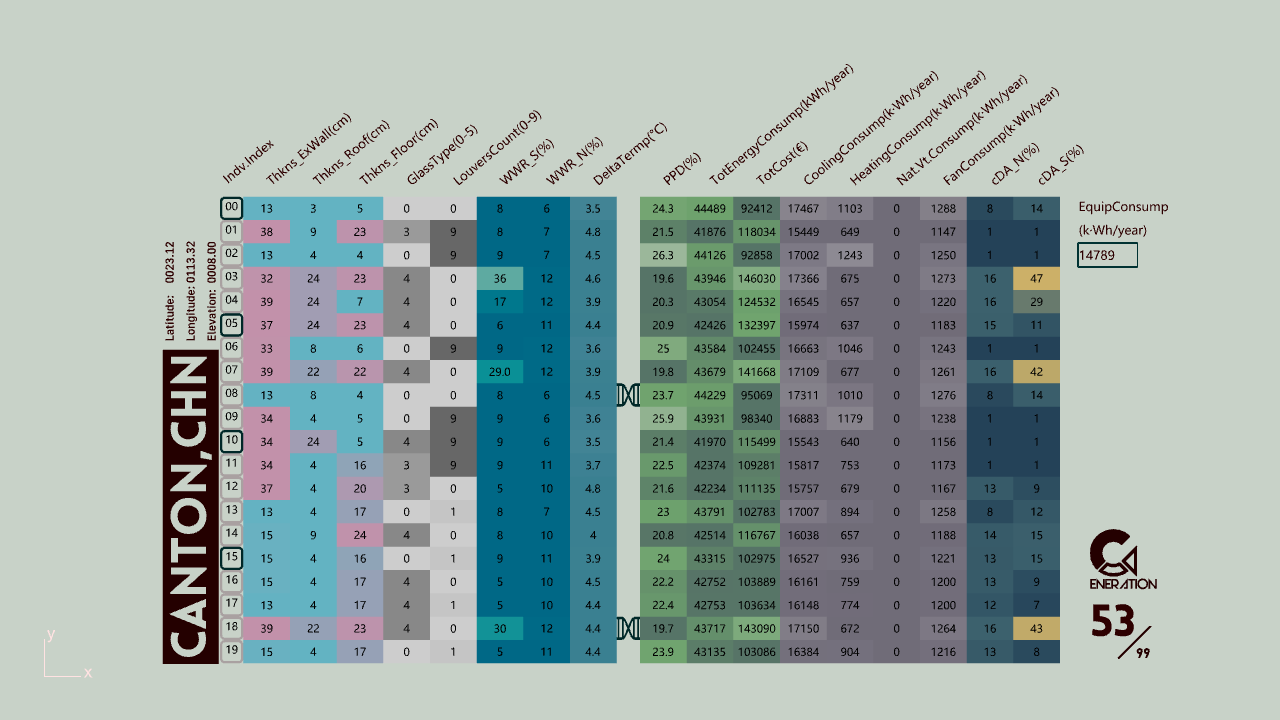 Indv.Index Thkns_ExWall(cm) Thkns_Roof(cm) Thkns_Floor(cm) GlassType(0-5) LouversCount(0-9) WWR_S(%) WWR_N(%) DeltaTermp(°C) PPD(%) TotEnergyConsump(kWh/year) TotCost(€) CoolingConsump(k·Wh/year) HeatingConsump(k·Wh/year) Nat.Vt.Consump(k·Wh/year) FanConsump(k·Wh/year) cDA_N(%) cDA_S(%)
00 13 3 5 0 0 8 6 3.5 24.3 44489 92412 17467 1103 0 1288 8 14
01 38 9 23 3 9 8 7 4.8 21.5 41876 118034 15449 649 0 1147 1 1
02 13 4 4 0 9 9 7 4.5 26.3 44126 92858 17002 1243 0 1250 1 1
03 32 24 23 4 0 36 12 4.6 19.6 43946 146030 17366 675 0 1273 16 47
04 39 24 7 4 0 17 12 3.9 20.3 43054 124532 16545 657 0 1220 16 29
05 37 24 23 4 0 6 11 4.4 20.9 42426 132397 15974 637 0 1183 15 11
06 33 8 6 0 9 9 12 3.6 25 43584 102455 16663 1046 0 1243 1 1
07 39 22 22 4 0 29.0 12 3.9 19.8 43679 141668 17109 677 0 1261 16 42
08 13 8 4 0 0 8 6 4.5 23.7 44229 95069 17311 1010 0 1276 8 14
09 34 4 5 0 9 9 6 3.6 25.9 43931 98340 16883 1179 0 1238 1 1
10 34 24 5 4 9 9 6 3.5 21.4 41970 115499 15543 640 0 1156 1 1
11 34 4 16 3 9 9 11 3.7 22.5 42374 109281 15817 753 0 1173 1 1
12 37 4 20 3 0 5 10 4.8 21.6 42234 111135 15757 679 0 1167 13 9
13 13 4 17 0 1 8 7 4.5 23 43791 102783 17007 894 0 1258 8 12
14 15 9 24 4 0 8 10 4 20.8 42514 116767 16038 657 0 1188 14 15
15 15 4 16 0 1 9 11 3.9 24 43315 102975 16527 936 0 1221 13 15
16 15 4 17 4 0 5 10 4.5 22.2 42752 103889 16161 759 0 1200 13 9
17 13 4 17 4 1 5 10 4.4 22.4 42753 103634 16148 774 0 1200 12 7
18 39 22 23 4 0 30 12 4.4 19.7 43717 143090 17150 672 0 1264 16 43
19 15 4 17 0 1 5 11 4.4 23.9 43135 103086 16384 904 0 1216 13 8
Latitude: 0023.12
Longitude: 0113.32
Elevation: 0008.00
CANTON,CHN
EquipConsump
(k·Wh/year)
14789
ENERATION
53/99
y
x